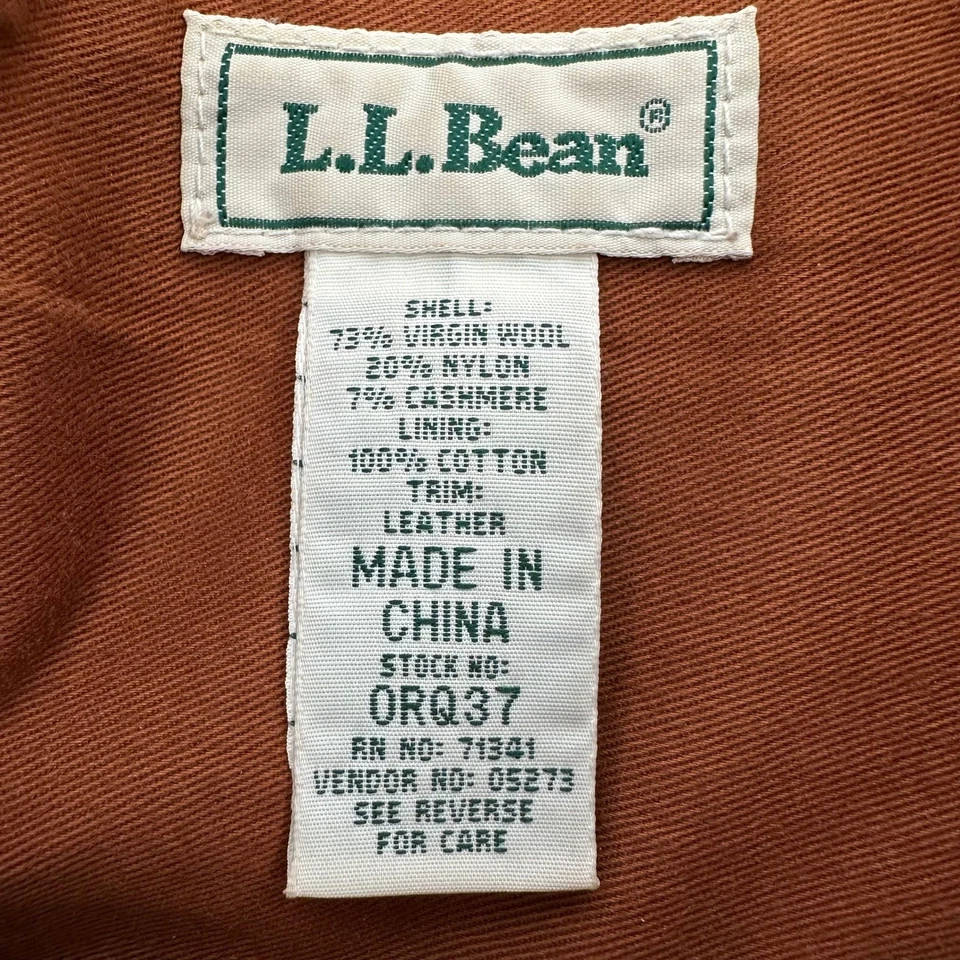 L.L.Bean®
SHELL:
73% VIRGIN WOOL
20% NYLON
7% CASHMERE
LINING:
100% COTTON
TRIM:
LEATHER
MADE IN
CHINA
STOCK NO:
0RQ37
RN NO: 71341
VENDOR NO: 05273
SEE REVERSE
FOR CARE